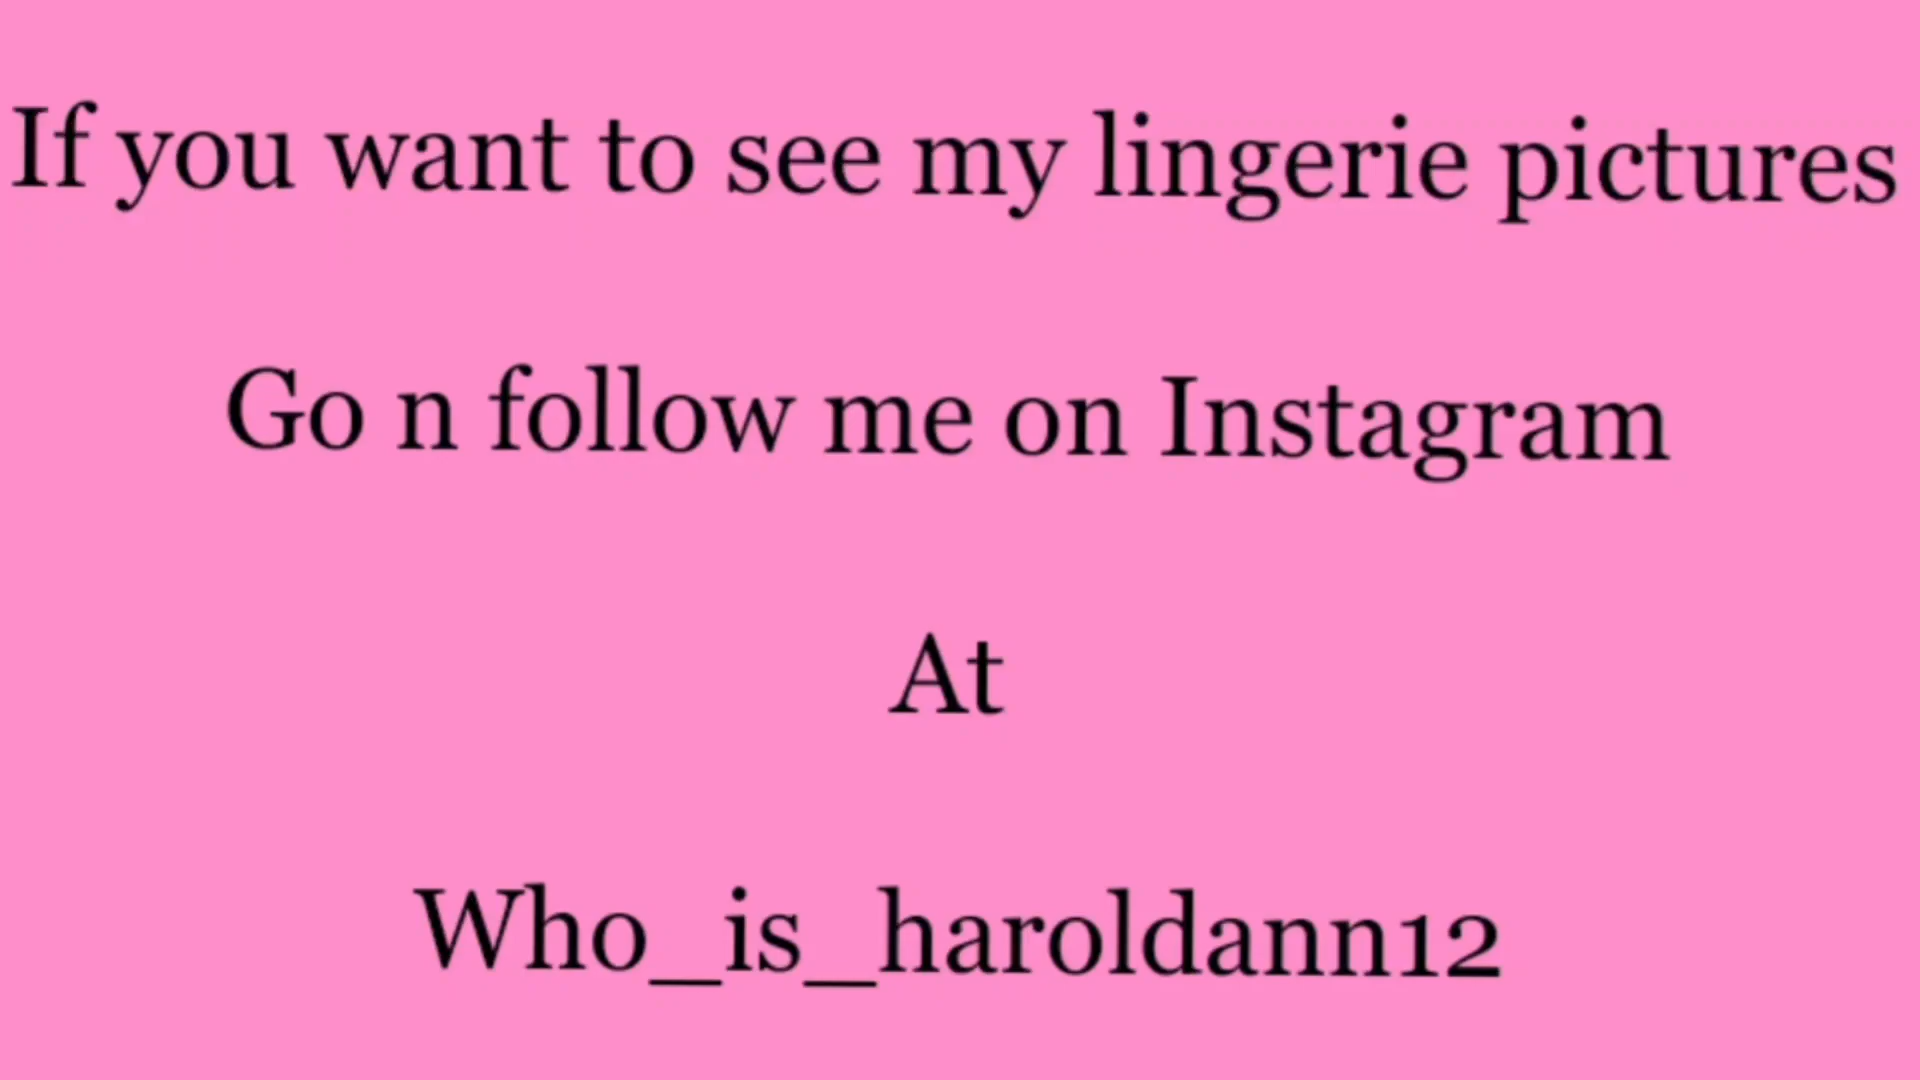 If you want to see my lingerie pictures
Go n follow me on Instagram
At
Who_is_haroldann12